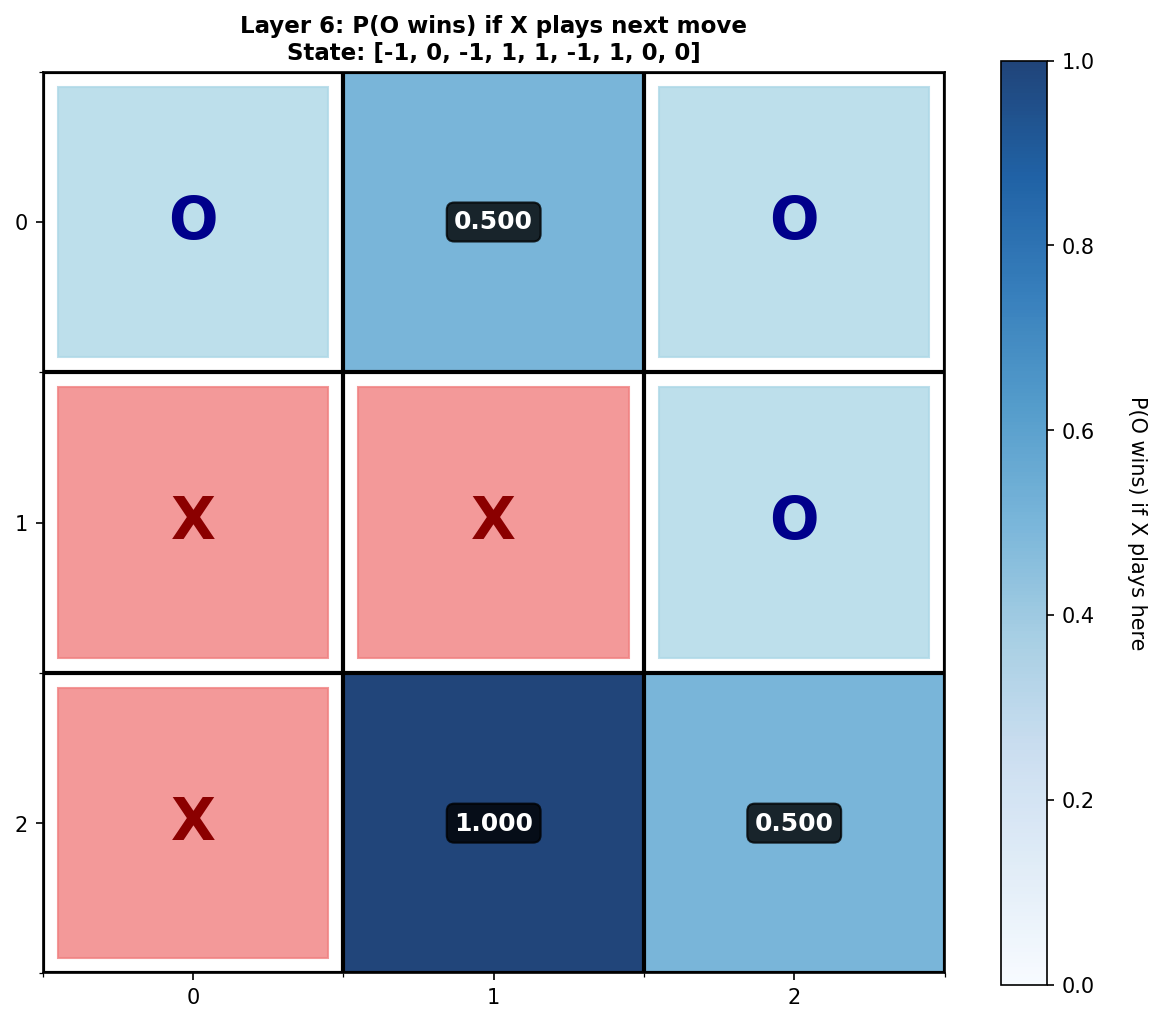 Layer 6: P(O wins) if X plays next move
State: [-1, 0, -1, 1, 1, -1, 1, 0, 0]
O
0.500
O
X
X
O
X
1.000
0.500
0
1
2
0
1
2
1.0
0.8
0.6
0.4
0.2
0.0
P(O wins) if X plays here